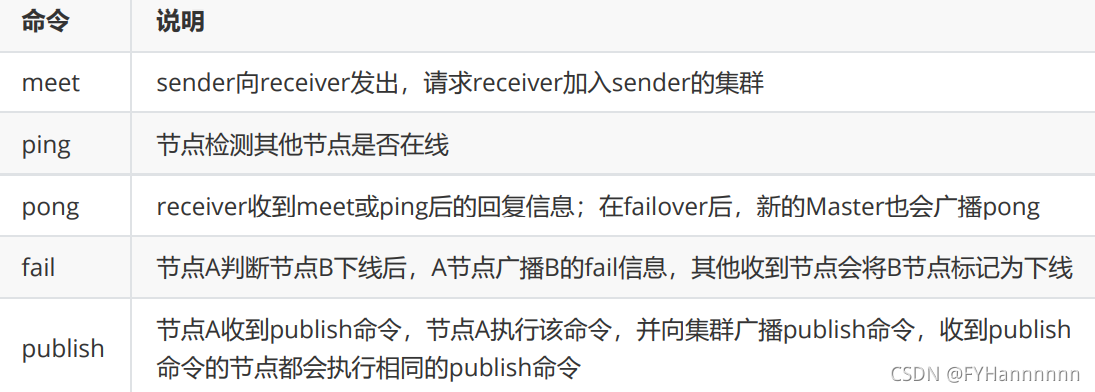 命令 说明
meet sender向receiver发出，请求receiver加入sender的集群
ping 节点检测其他节点是否在线
pong receiver收到meet或ping后的回复信息；在failover后，新的Master也会广播pong
fail 节点A判断节点B下线后，A节点广播B的fail信息，其他收到节点会将B节点标记为下线
publish 节点A收到publish命令，节点A执行该命令，并向集群广播publish命令，收到publish
命令的节点都会执行相同的publish命令
CSDN @FYHannnnnn